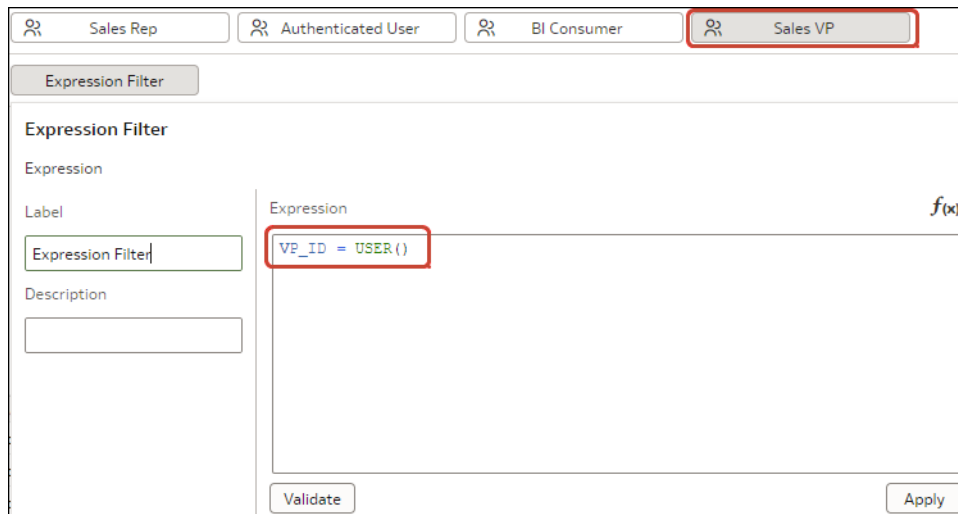 Sales Rep
Authenticated User
BI Consumer
Sales VP
Expression Filter
Expression Filter
Expression
Label
Expression
f(x)
Expression Filter
VP_ID = USER()
Description
Validate
Apply